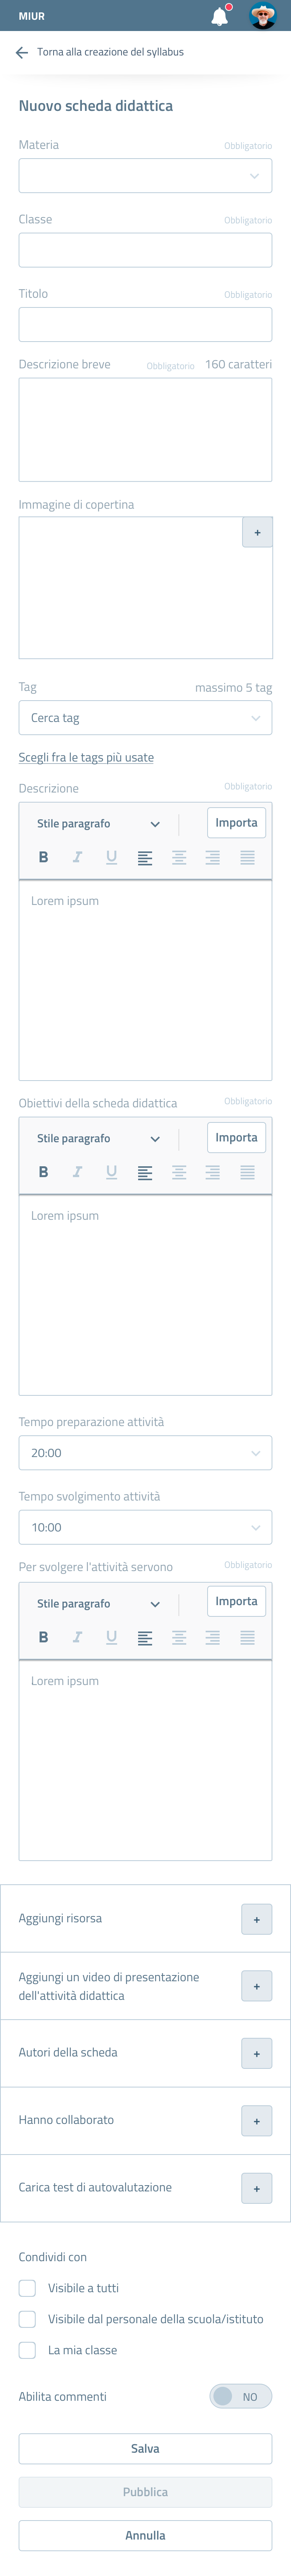 MIUR
Torna alla creazione del syllabus
Nuovo scheda didattica
Materia Obbligatorio
Classe Obbligatorio
Titolo Obbligatorio
Descrizione breve Obbligatorio 160 caratteri
Immagine di copertina
+
Tag massimo 5 tag
Cerca tag
Scegli fra le tags più usate
Descrizione Obbligatorio
Stile paragrafo Importa
B I U
Lorem ipsum
Obiettivi della scheda didattica Obbligatorio
Stile paragrafo Importa
B I U
Lorem ipsum
Tempo preparazione attività
20:00
Tempo svolgimento attività
10:00
Per svolgere l'attività servono Obbligatorio
Stile paragrafo Importa
B I U
Lorem ipsum
Aggiungi risorsa +
Aggiungi un video di presentazione
dell'attività didattica +
Autori della scheda +
Hanno collaborato +
Carica test di autovalutazione +
Condividi con
Visibile a tutti
Visibile dal personale della scuola/istituto
La mia classe
Abilita commenti NO
Salva
Pubblica
Annulla